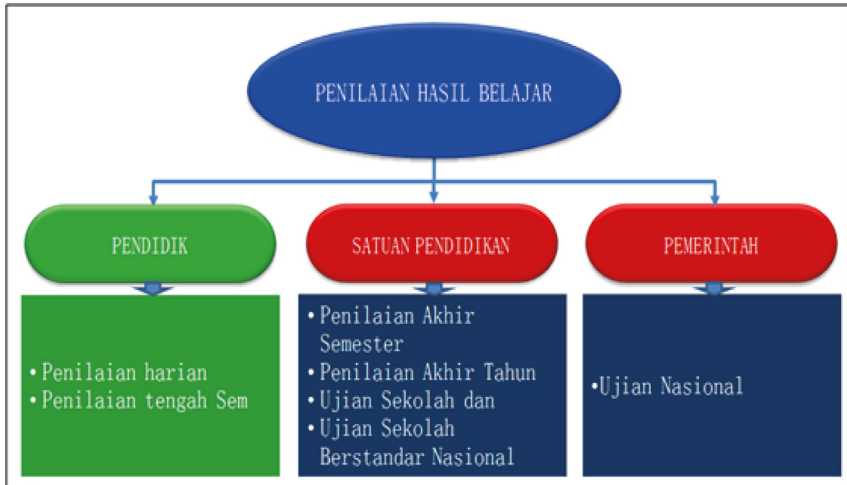 PENILAIAN HASIL BELAJAR
PENDIDIK
• Penilaian harian
• Penilaian tengah Sem
SATUAN PENDIDIKAN
• Penilaian Akhir
Semester
• Penilaian Akhir Tahun
• Ujian Sekolah dan
• Ujian Sekolah
Berstandar Nasional
PEMERINTAH
•Ujian Nasional